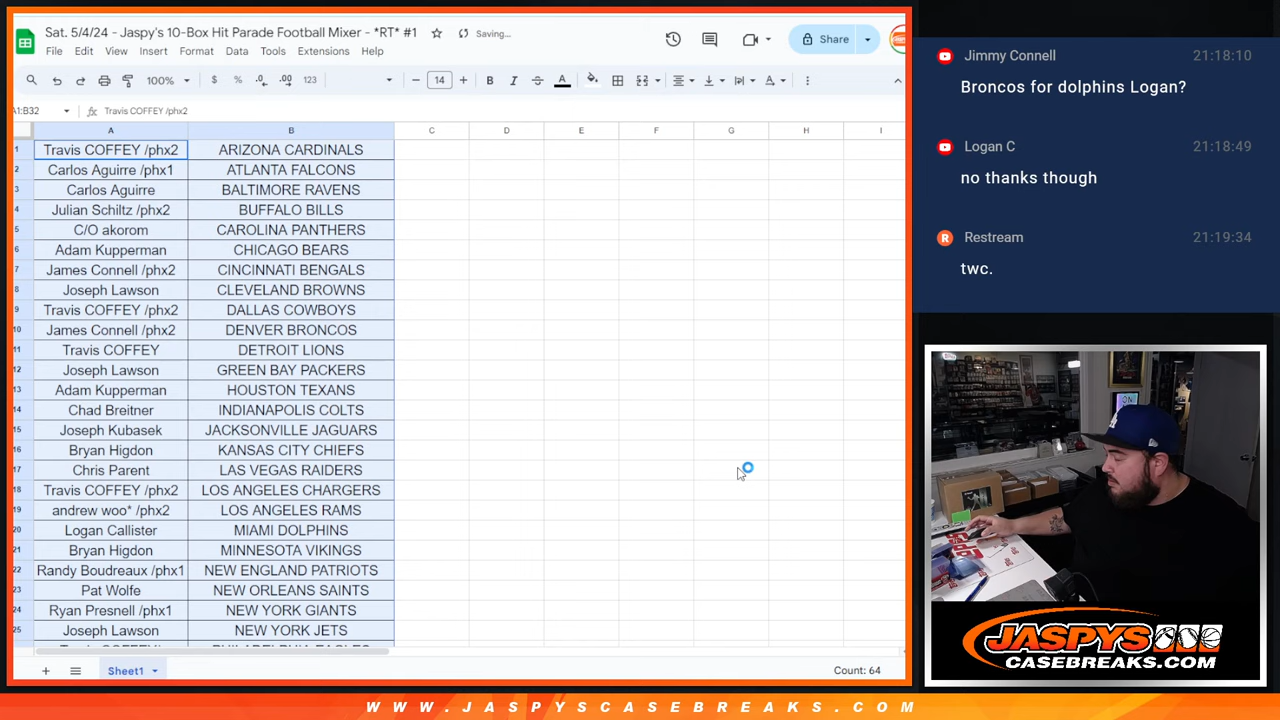 Sat. 5/4/24 - Jaspy's 10-Box Hit Parade Football Mixer - *RT* #1 Saving...
File Edit View Insert Format Data Tools Extensions Help
Share
100% $ % .0 .00 123 14 B I A
A1:B32 fx Travis COFFEY /phx2
A B C D E F G H I
1 Travis COFFEY /phx2 ARIZONA CARDINALS
2 Carlos Aguirre /phx1 ATLANTA FALCONS
3 Carlos Aguirre BALTIMORE RAVENS
4 Julian Schiltz /phx2 BUFFALO BILLS
5 C/O akorom CAROLINA PANTHERS
6 Adam Kupperman CHICAGO BEARS
7 James Connell /phx2 CINCINNATI BENGALS
8 Joseph Lawson CLEVELAND BROWNS
9 Travis COFFEY /phx2 DALLAS COWBOYS
10 James Connell /phx2 DENVER BRONCOS
11 Travis COFFEY DETROIT LIONS
12 Joseph Lawson GREEN BAY PACKERS
13 Adam Kupperman HOUSTON TEXANS
14 Chad Breitner INDIANAPOLIS COLTS
15 Joseph Kubasek JACKSONVILLE JAGUARS
16 Bryan Higdon KANSAS CITY CHIEFS
17 Chris Parent LAS VEGAS RAIDERS
18 Travis COFFEY /phx2 LOS ANGELES CHARGERS
19 andrew woo* /phx2 LOS ANGELES RAMS
20 Logan Callister MIAMI DOLPHINS
21 Bryan Higdon MINNESOTA VIKINGS
22 Randy Boudreaux /phx1 NEW ENGLAND PATRIOTS
23 Pat Wolfe NEW ORLEANS SAINTS
24 Ryan Presnell /phx1 NEW YORK GIANTS
25 Joseph Lawson NEW YORK JETS
Sheet1 Count: 64
Jimmy Connell 21:18:10
Broncos for dolphins Logan?
Logan C 21:18:49
no thanks though
Restream 21:19:34
twc.
JASPYS
CASEBREAKS.COM
WWW.JASPYSCASEBREAKS.COM